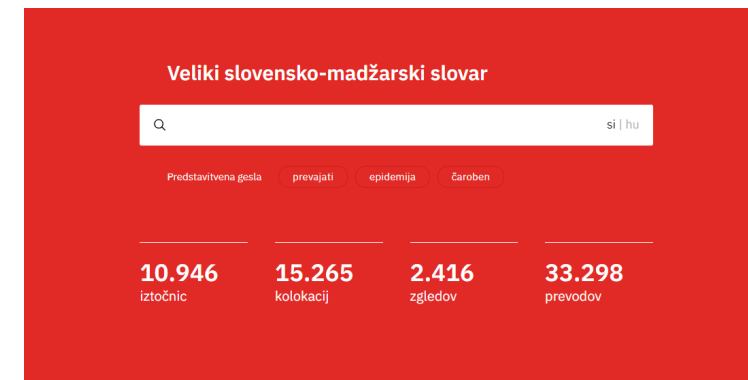 Veliki slovensko-madžarski slovar
si | hu
Predstavitvena gesla prevajati epidemija čaroben
10.946 15.265 2.416 33.298
iztočnic kolokacij zgledov prevodov